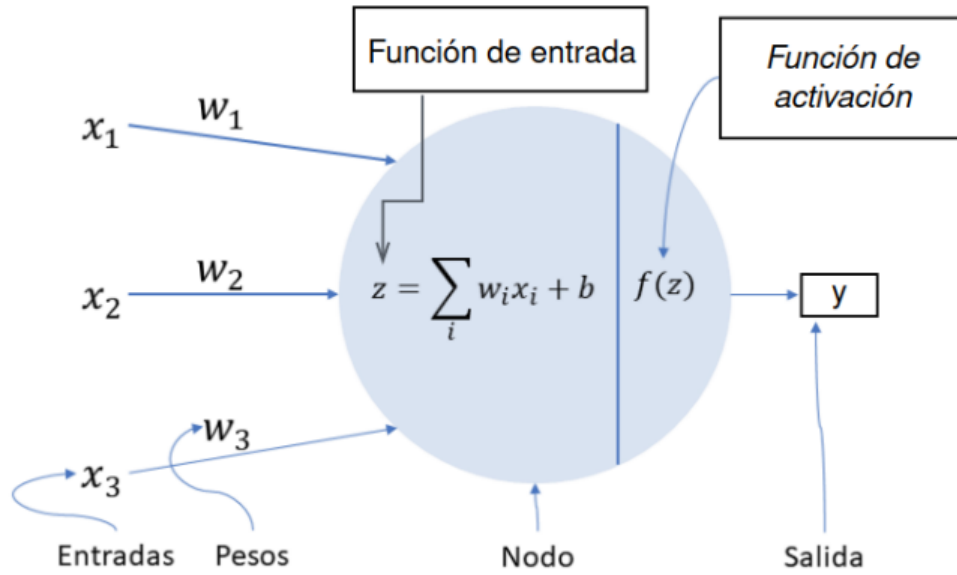 Función de entrada
Función de
activación
x₁
w₁
x₂
w₂
z = ∑ᵢ wᵢxᵢ + b
f(z)
y
x₃
w₃
Entradas
Pesos
Nodo
Salida